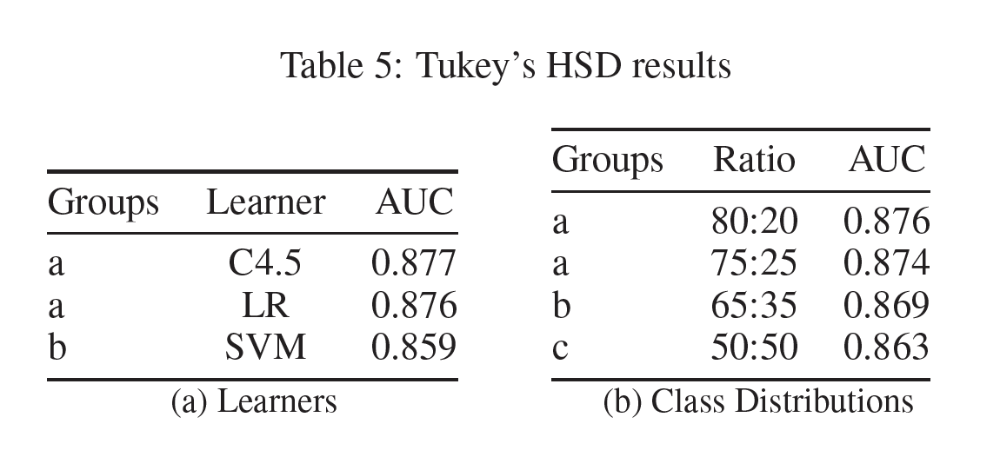 Table 5: Tukey's HSD results
Groups Learner AUC
a C4.5 0.877
a LR 0.876
b SVM 0.859
(a) Learners
Groups Ratio AUC
a 80:20 0.876
a 75:25 0.874
b 65:35 0.869
c 50:50 0.863
(b) Class Distributions